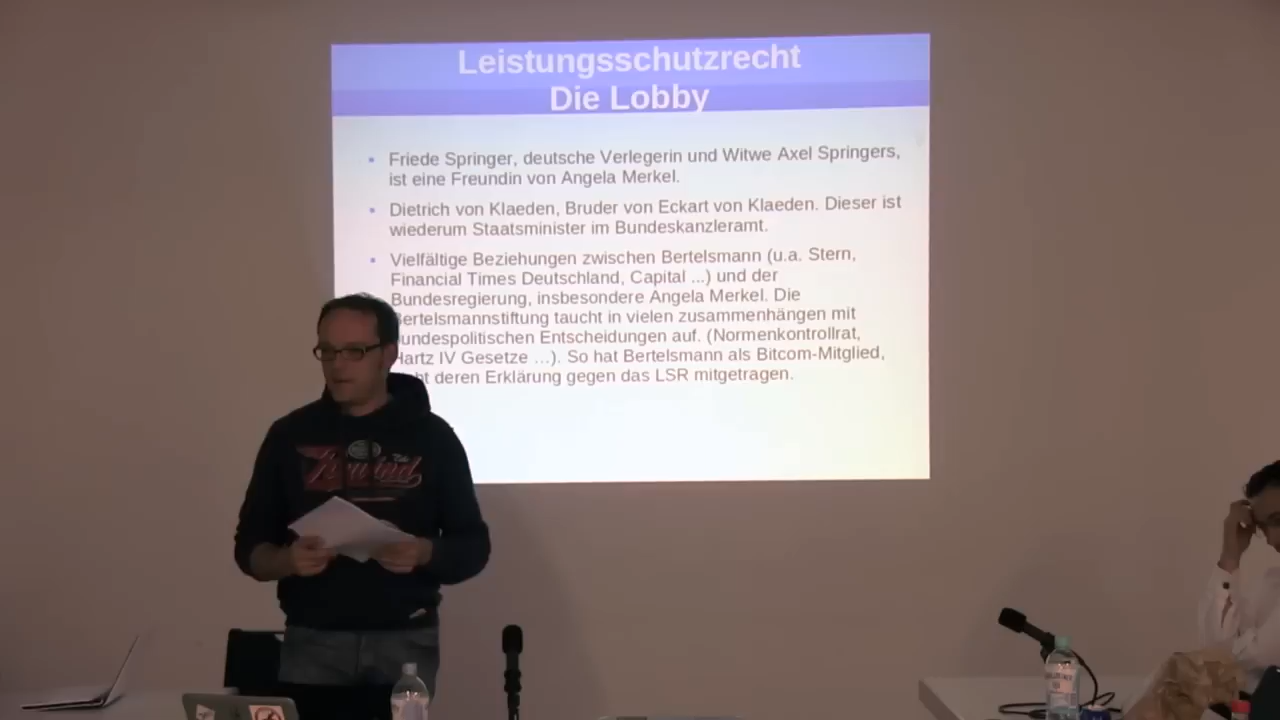 Leistungsschutzrecht
Die Lobby
Friede Springer, deutsche Verlegerin und Witwe Axel Springers,
ist eine Freundin von Angela Merkel.
Dietrich von Klaeden, Bruder von Eckart von Klaeden. Dieser ist
wiederum Staatsminister im Bundeskanzleramt.
Vielfältige Beziehungen zwischen Bertelsmann (u.a. Stern,
Financial Times Deutschland, Capital ...) und der
Bundesregierung, insbesondere Angela Merkel. Die
Bertelsmannstiftung taucht in vielen zusammenhängen mit
bundespolitischen Entscheidungen auf. (Normenkontrollrat,
Hartz IV Gesetze ...). So hat Bertelsmann als Bitcom-Mitglied,
deren Erklärung gegen das LSR mitgetragen.